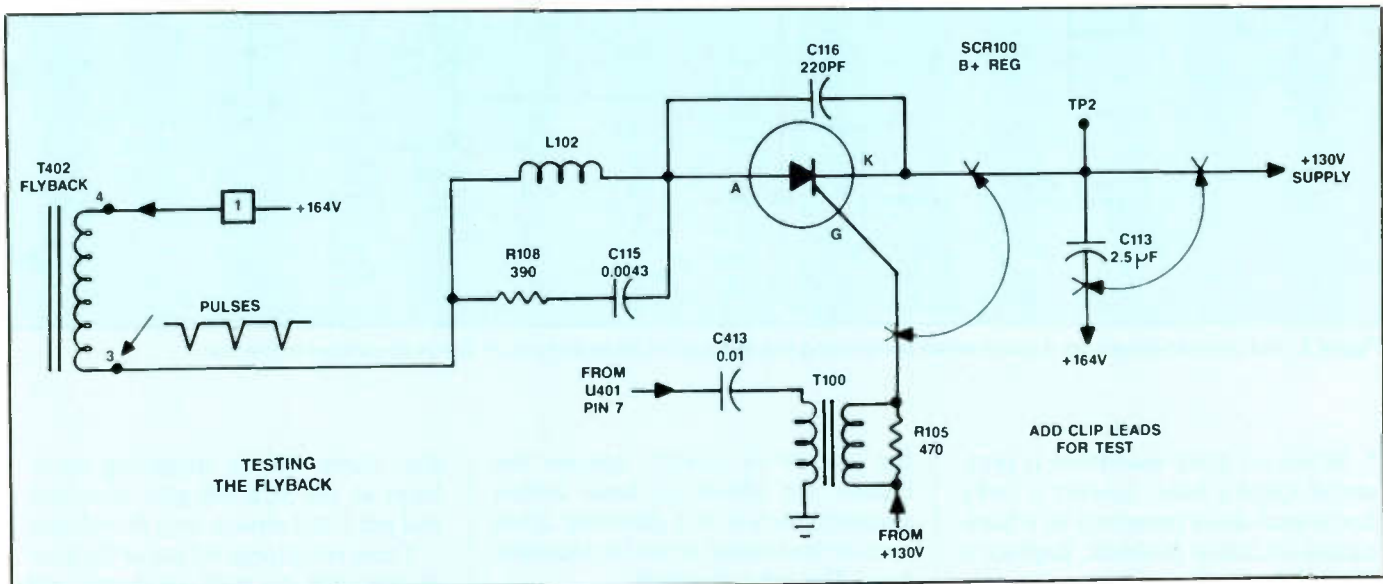 C116
220PF
SCR100
B+ REG
TP2
L102
K
+130V
SUPPLY
T402
FLYBACK
4
1
+164V
A
G
C113
2.5µF
R108
390
C115
0.0043
PULSES
3
C413
0.01
+164V
FROM
U401
PIN 7
T100
R105
470
ADD CLIP LEADS
FOR TEST
TESTING
THE FLYBACK
FROM
+130V